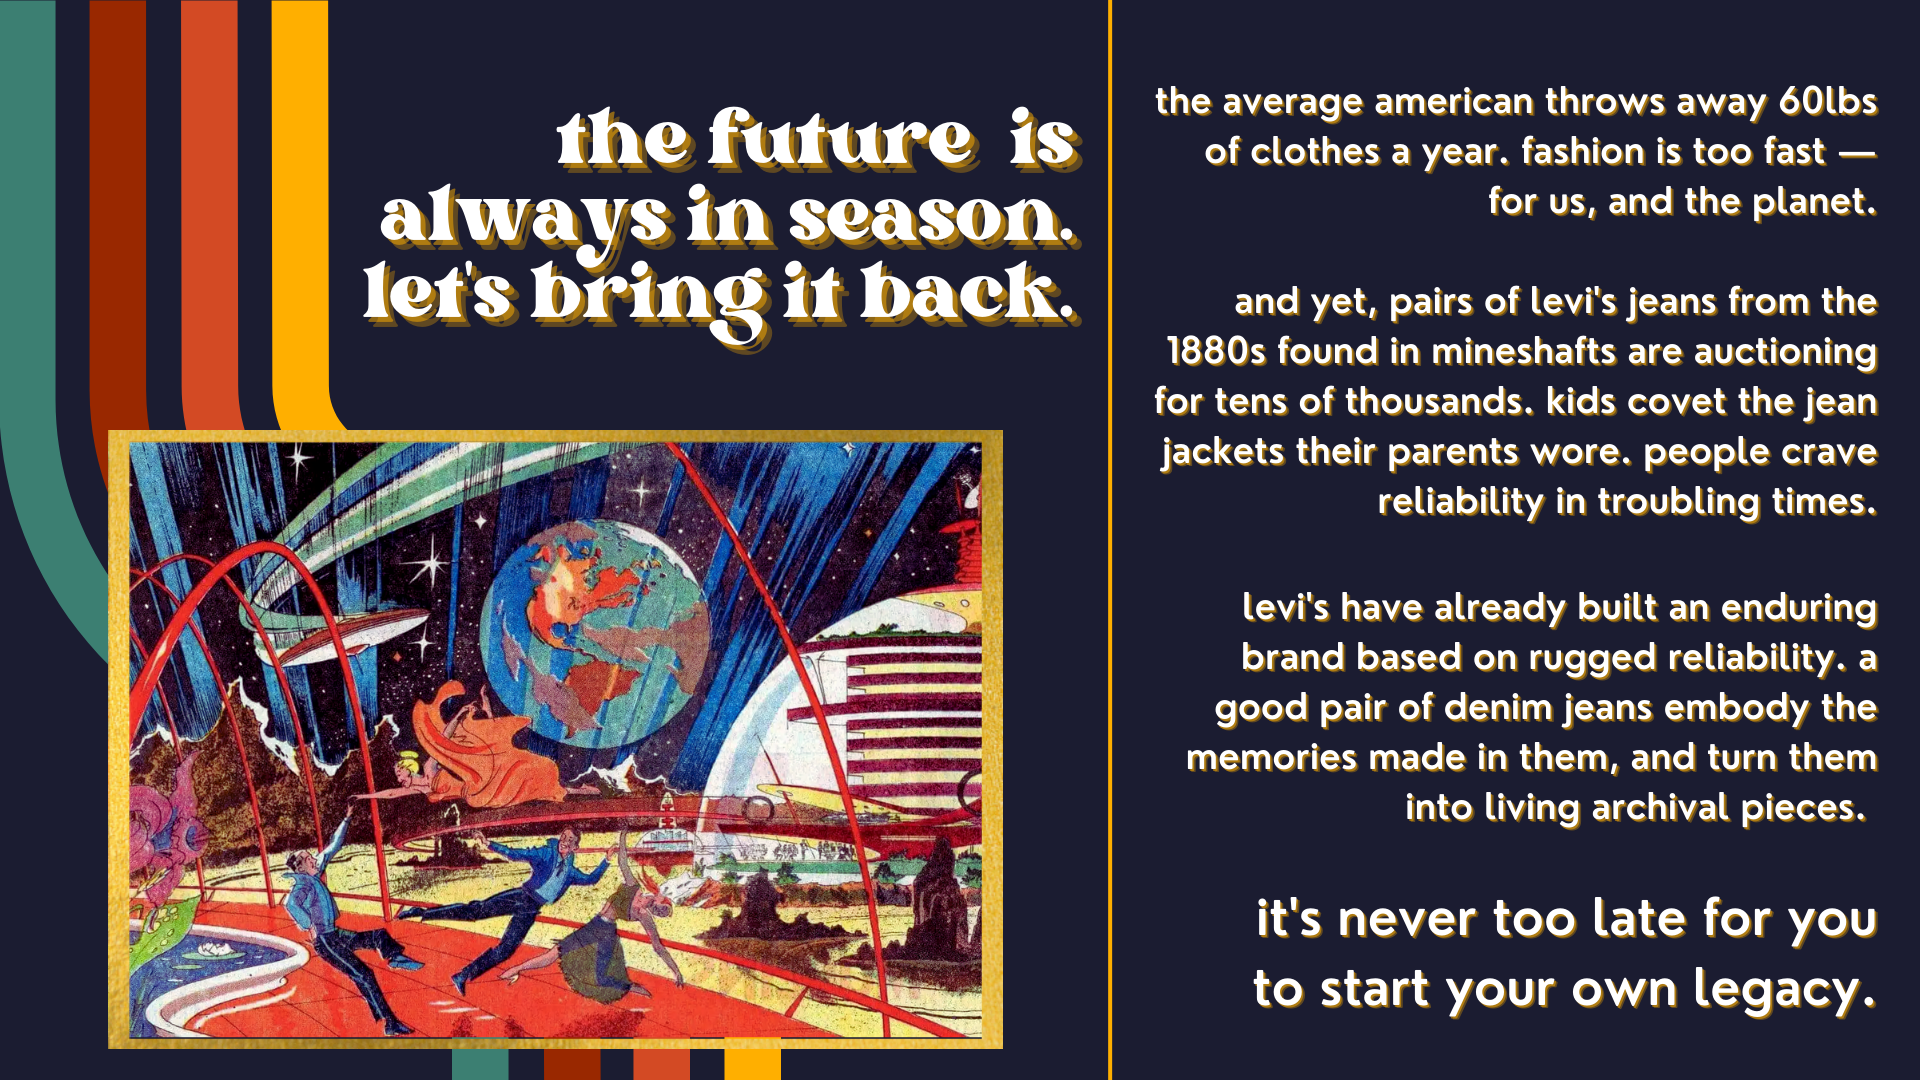 the future is
always in season.
let's bring it back.
the average american throws away 60lbs
of clothes a year. fashion is too fast —
for us, and the planet.
and yet, pairs of levi's jeans from the
1880s found in mineshafts are auctioning
for tens of thousands. kids covet the jean
jackets their parents wore. people crave
reliability in troubling times.
levi's have already built an enduring
brand based on rugged reliability. a
good pair of denim jeans embody the
memories made in them, and turn them
into living archival pieces.
it's never too late for you
to start your own legacy.